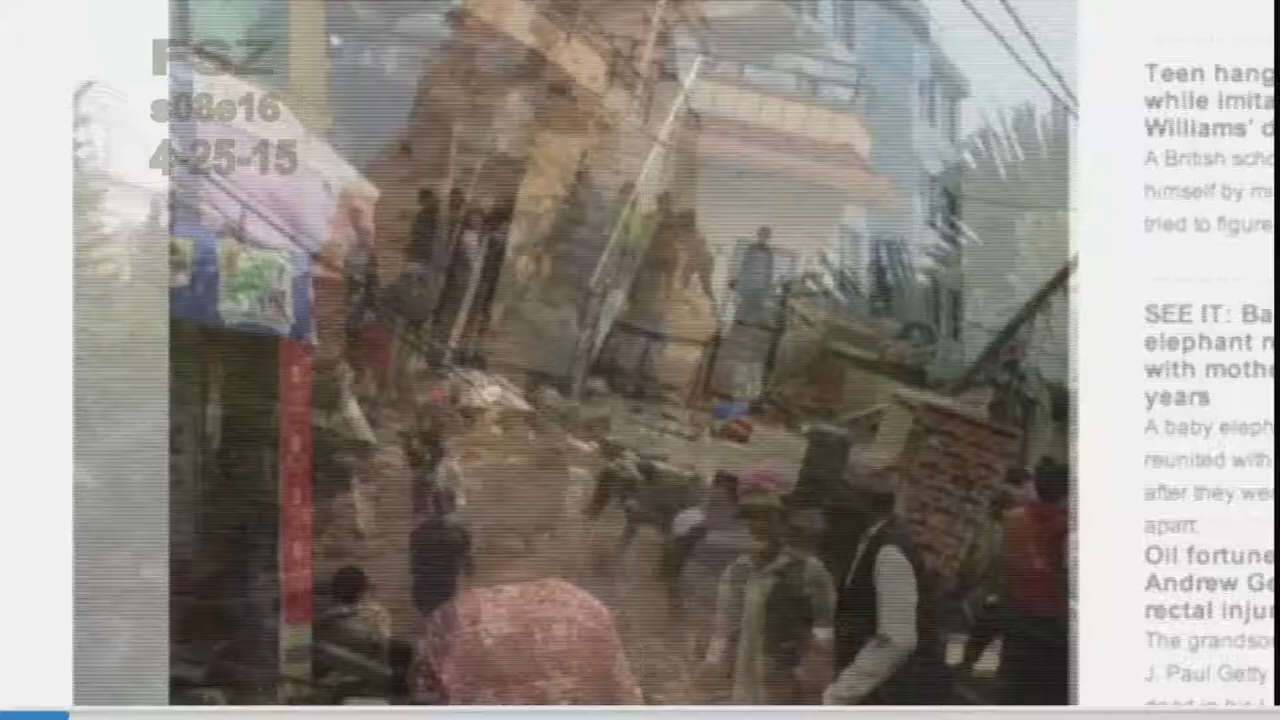 s08e16
4-25-15
Teen hang
while imita
Williams' d
A British scho
himself by mi
tried to figure
SEE IT: Ba
elephant r
with mothe
years
A baby eleph
reunited with
after they we
apart.
Oil fortune
Andrew Ge
rectal injur
The grandso
J. Paul Getty